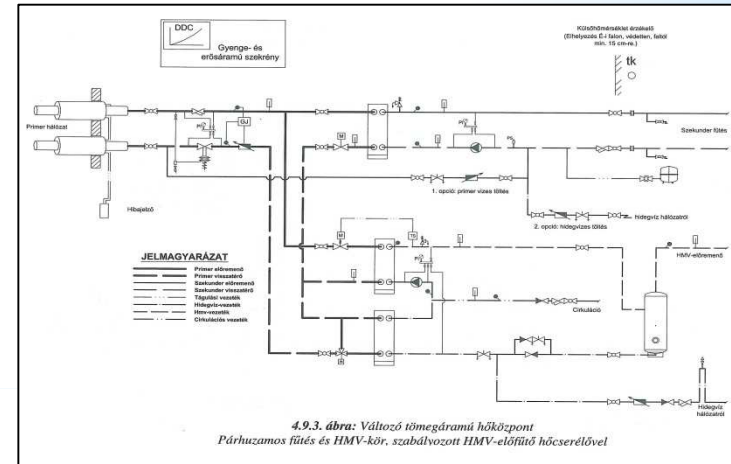 DDC
Gyenge- és
erősáramú szekrény
Külsőhőmérséklet érzékelő
(Elhelyezés É-i falon, védetten, faltól
min. 15 cm-re.)
tk
Primer hálózat
GJ
M
Szekunder fűtés
1. opció: primer vizes töltés
Hibajelző
2. opció: hidegvizes töltés
hidegvíz hálózatról
M
HMV-előremenő
JELMAGYARÁZAT
Primer előremenő
Primer visszatérő
Szekunder előremenő
Szekunder visszatérő
Tágulási vezeték
Hidegvíz-vezeték
Hmv-vezeték
Cirkulációs vezeték
Cirkuláció
Hidegvíz
hálózatról
4.9.3. ábra: Változó tömegáramú hőközpont
Párhuzamos fűtés és HMV-kör, szabályozott HMV-előfűtő hőcserélővel